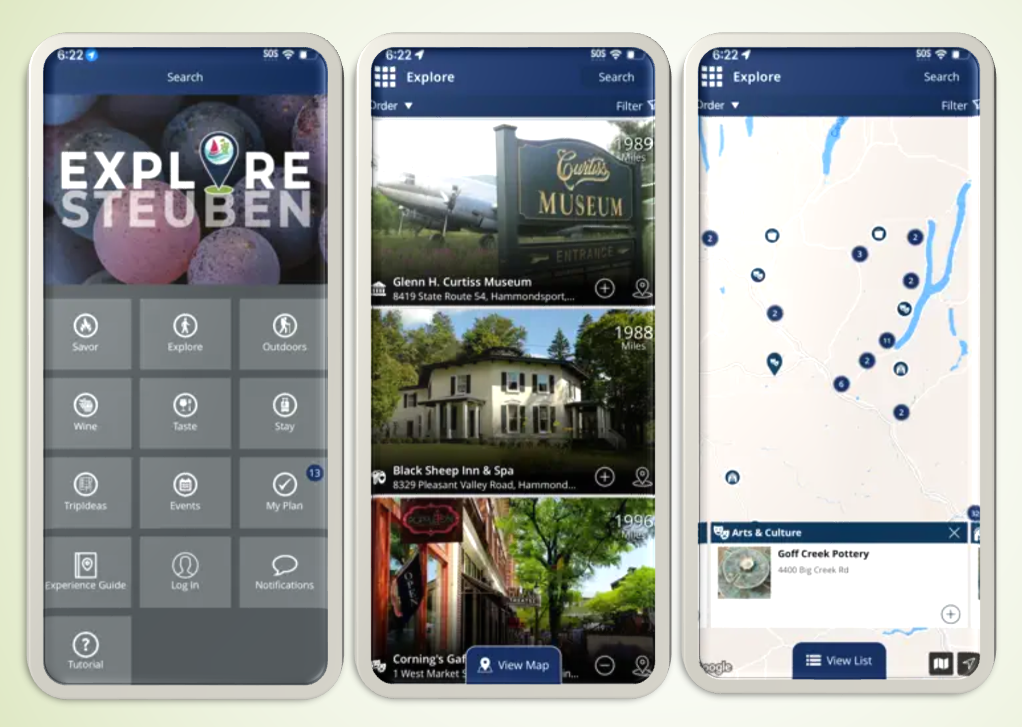 6:22
SOS
Search
EXPLORE
STEUBEN
Savor
Explore
Outdoors
Wine
Taste
Stay
TripIdeas
Events
My Plan
13
Experience Guide
Log In
Notifications
?
Tutorial
6:22
SOS
Explore
Search
Order
Filter
1989
Miles
Curtiss
MUSEUM
ENTRANCE
Glenn H. Curtiss Museum
8419 State Route 54, Hammondsport,...
1988
Miles
Black Sheep Inn & Spa
8329 Pleasant Valley Road, Hammond...
1996
Miles
OPEN
Corning's Gaf
1 West Market S
in...
View Map
6:22
SOS
Explore
Search
Order
Filter
2
2
3
2
2
11
2
6
2
32
Arts & Culture
Goff Creek Pottery
4400 Big Creek Rd
Google
View List